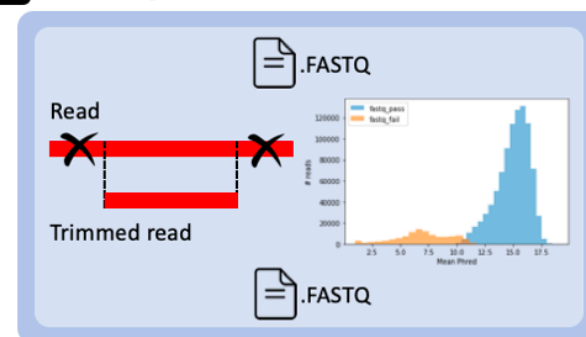 .FASTQ
Read
Trimmed read
fastq_pass
fastq_fail
120000
100000
80000
60000
40000
20000
0
# reads
2.5 5.0 7.5 10.0 12.5 15.0 17.5
Mean Phred
.FASTQ